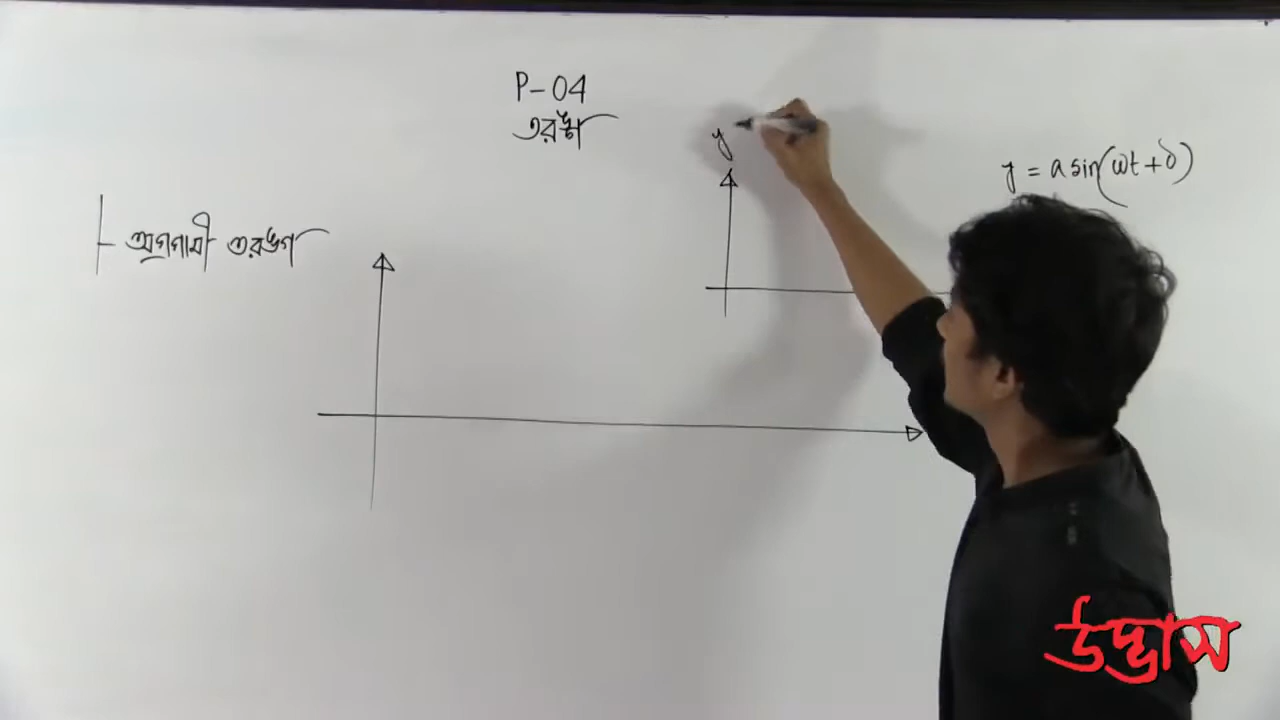 P-04
তরঙ্গ
y
y = a sin(ωt + δ)
অগ্রগামী তরঙ্গ
উদ্ভাস